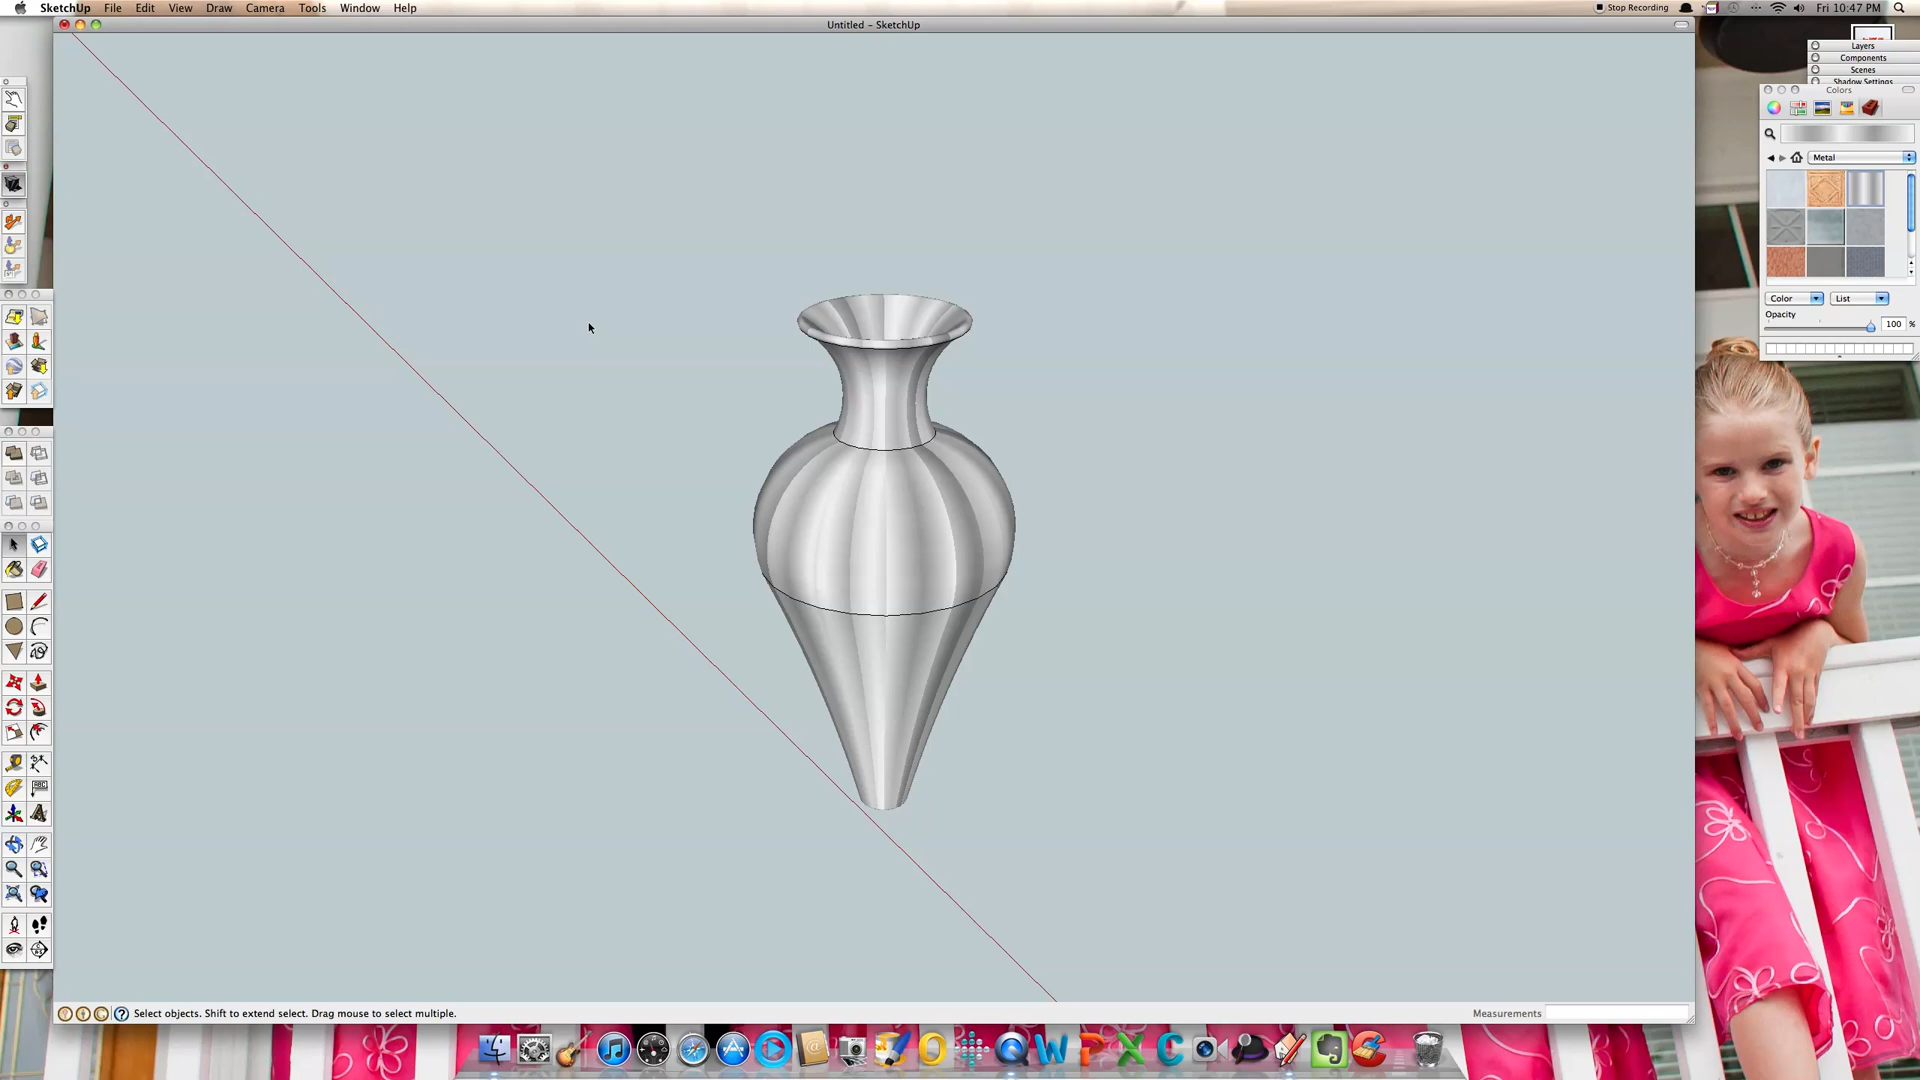 SketchUp File Edit View Draw Camera Tools Window Help
Stop Recording
Fri 10:47 PM
Untitled – SketchUp
Layers
Components
Scenes
Shadow Settings
Colors
Metal
Color
List
Opacity
100 %
Select objects. Shift to extend select. Drag mouse to select multiple.
Measurements